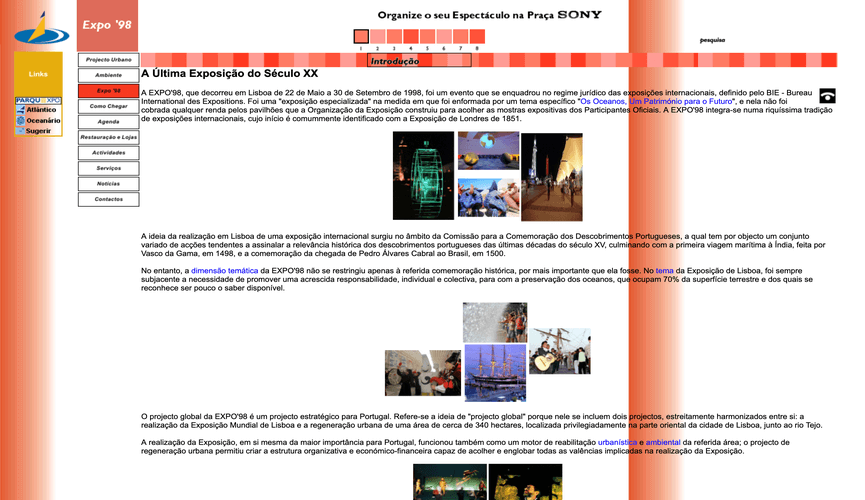 Organize o seu Espectáculo na Praça SONY
Expo '98
1 2 3 4 5 6 7 8
pesquisa
Introdução
Links
PARQU XPO
Atlântico
Oceanário
Sugerir
Projecto Urbano
Ambiente
Expo '98
Como Chegar
Agenda
Restauração e Lojas
Actividades
Serviços
Notícias
Contactos
A Última Exposição do Século XX
A EXPO'98, que decorreu em Lisboa de 22 de Maio a 30 de Setembro de 1998, foi um evento que se enquadrou no regime jurídico das exposições internacionais, definido pelo BIE - Bureau
International des Expositions. Foi uma "exposição especializada" na medida em que foi enformada por um tema específico "Os Oceanos, Um Património para o Futuro", e nela não foi
cobrada qualquer renda pelos pavilhões que a Organização da Exposição construiu para acolher as mostras expositivas dos Participantes Oficiais. A EXPO'98 integra-se numa riquíssima tradição
de exposições internacionais, cujo início é comummente identificado com a Exposição de Londres de 1851.
A ideia da realização em Lisboa de uma exposição internacional surgiu no âmbito da Comissão para a Comemoração dos Descobrimentos Portugueses, a qual tem por objecto um conjunto
variado de acções tendentes a assinalar a relevância histórica dos descobrimentos portugueses das últimas décadas do século XV, culminando com a primeira viagem marítima à Índia, feita por
Vasco da Gama, em 1498, e a comemoração da chegada de Pedro Álvares Cabral ao Brasil, em 1500.
No entanto, a dimensão temática da EXPO'98 não se restringiu apenas à referida comemoração histórica, por mais importante que ela fosse. No tema da Exposição de Lisboa, foi sempre
subjacente a necessidade de promover uma acrescida responsabilidade, individual e colectiva, para com a preservação dos oceanos, que ocupam 70% da superfície terrestre e dos quais se
reconhece ser pouco o saber disponível.
O projecto global da EXPO'98 é um projecto estratégico para Portugal. Refere-se a ideia de "projecto global" porque nele se incluem dois projectos, estreitamente harmonizados entre si: a
realização da Exposição Mundial de Lisboa e a regeneração urbana de uma área de cerca de 340 hectares, localizada privilegiadamente na parte oriental da cidade de Lisboa, junto ao rio Tejo.
A realização da Exposição, em si mesma da maior importância para Portugal, funcionou também como um motor de reabilitação urbanística e ambiental da referida área; o projecto de
regeneração urbana permitiu criar a estrutura organizativa e económico-financeira capaz de acolher e englobar todas as valências implicadas na realização da Exposição.